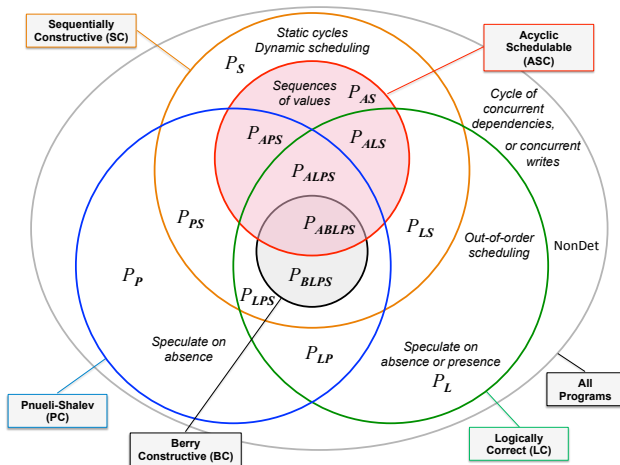 Sequentially
Constructive (SC)
Static cycles
Dynamic scheduling
Acyclic
Schedulable
(ASC)
P_S
Sequences
of values
P_AS
Cycle of
concurrent
dependencies,
or concurrent
writes
P_APS
P_ALS
P_ALPS
P_PS
P_ABLPS
P_LS
Out-of-order
scheduling
NonDet
P_P
P_BLPS
P_LPS
Speculate on
absence
P_LP
Speculate on
absence or presence
P_L
All
Programs
Pnueli-Shalev
(PC)
Berry
Constructive (BC)
Logically
Correct (LC)